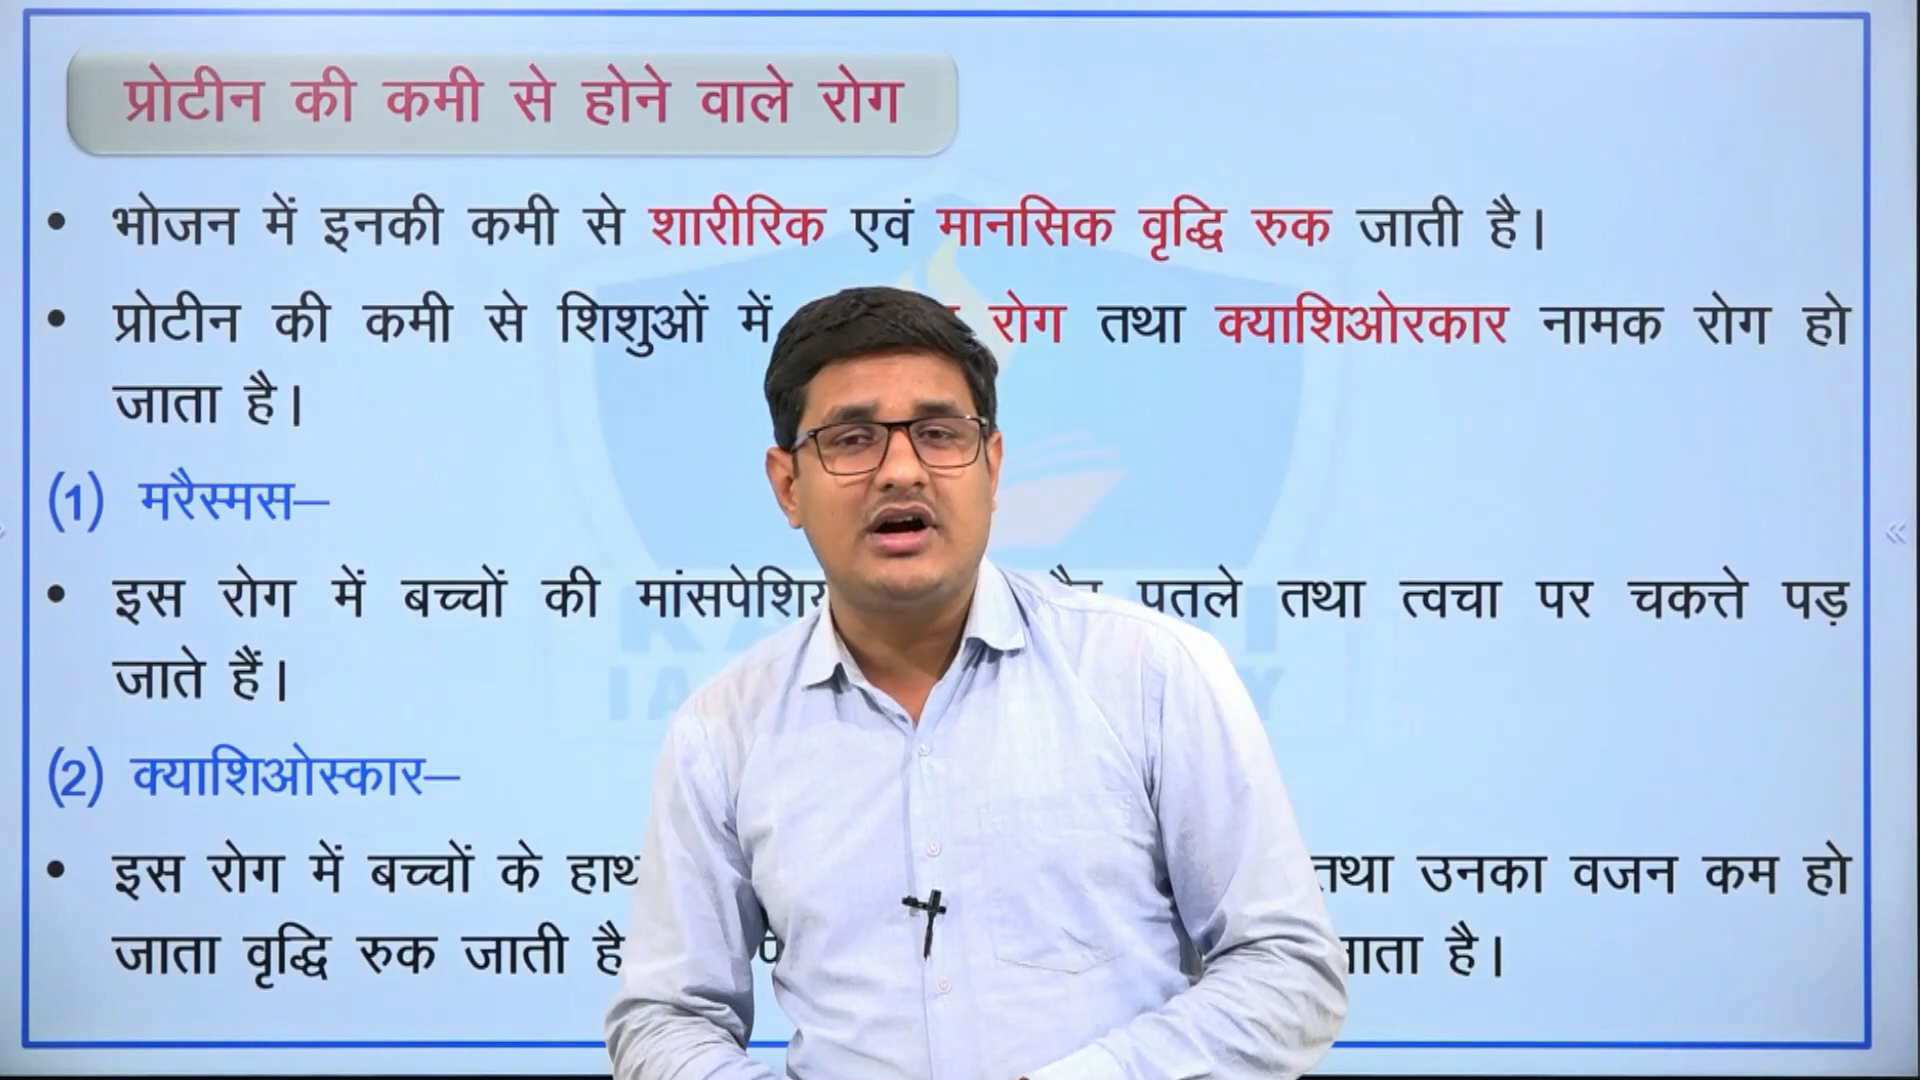 प्रोटीन की कमी से होने वाले रोग
• भोजन में इनकी कमी से शारीरिक एवं मानसिक वृद्धि रुक जाती है।
• प्रोटीन की कमी से शिशुओं में रोग तथा क्याशिओरकार नामक रोग हो
जाता है।
(1) मरैस्मस–
• इस रोग में बच्चों की पतले तथा त्वचा पर चकत्ते पड़
जाते हैं।
(2) क्याशिओस्कार–
• इस रोग में बच्चों के तथा उनका वजन कम हो
जाता वृद्धि रुक जाती है है।